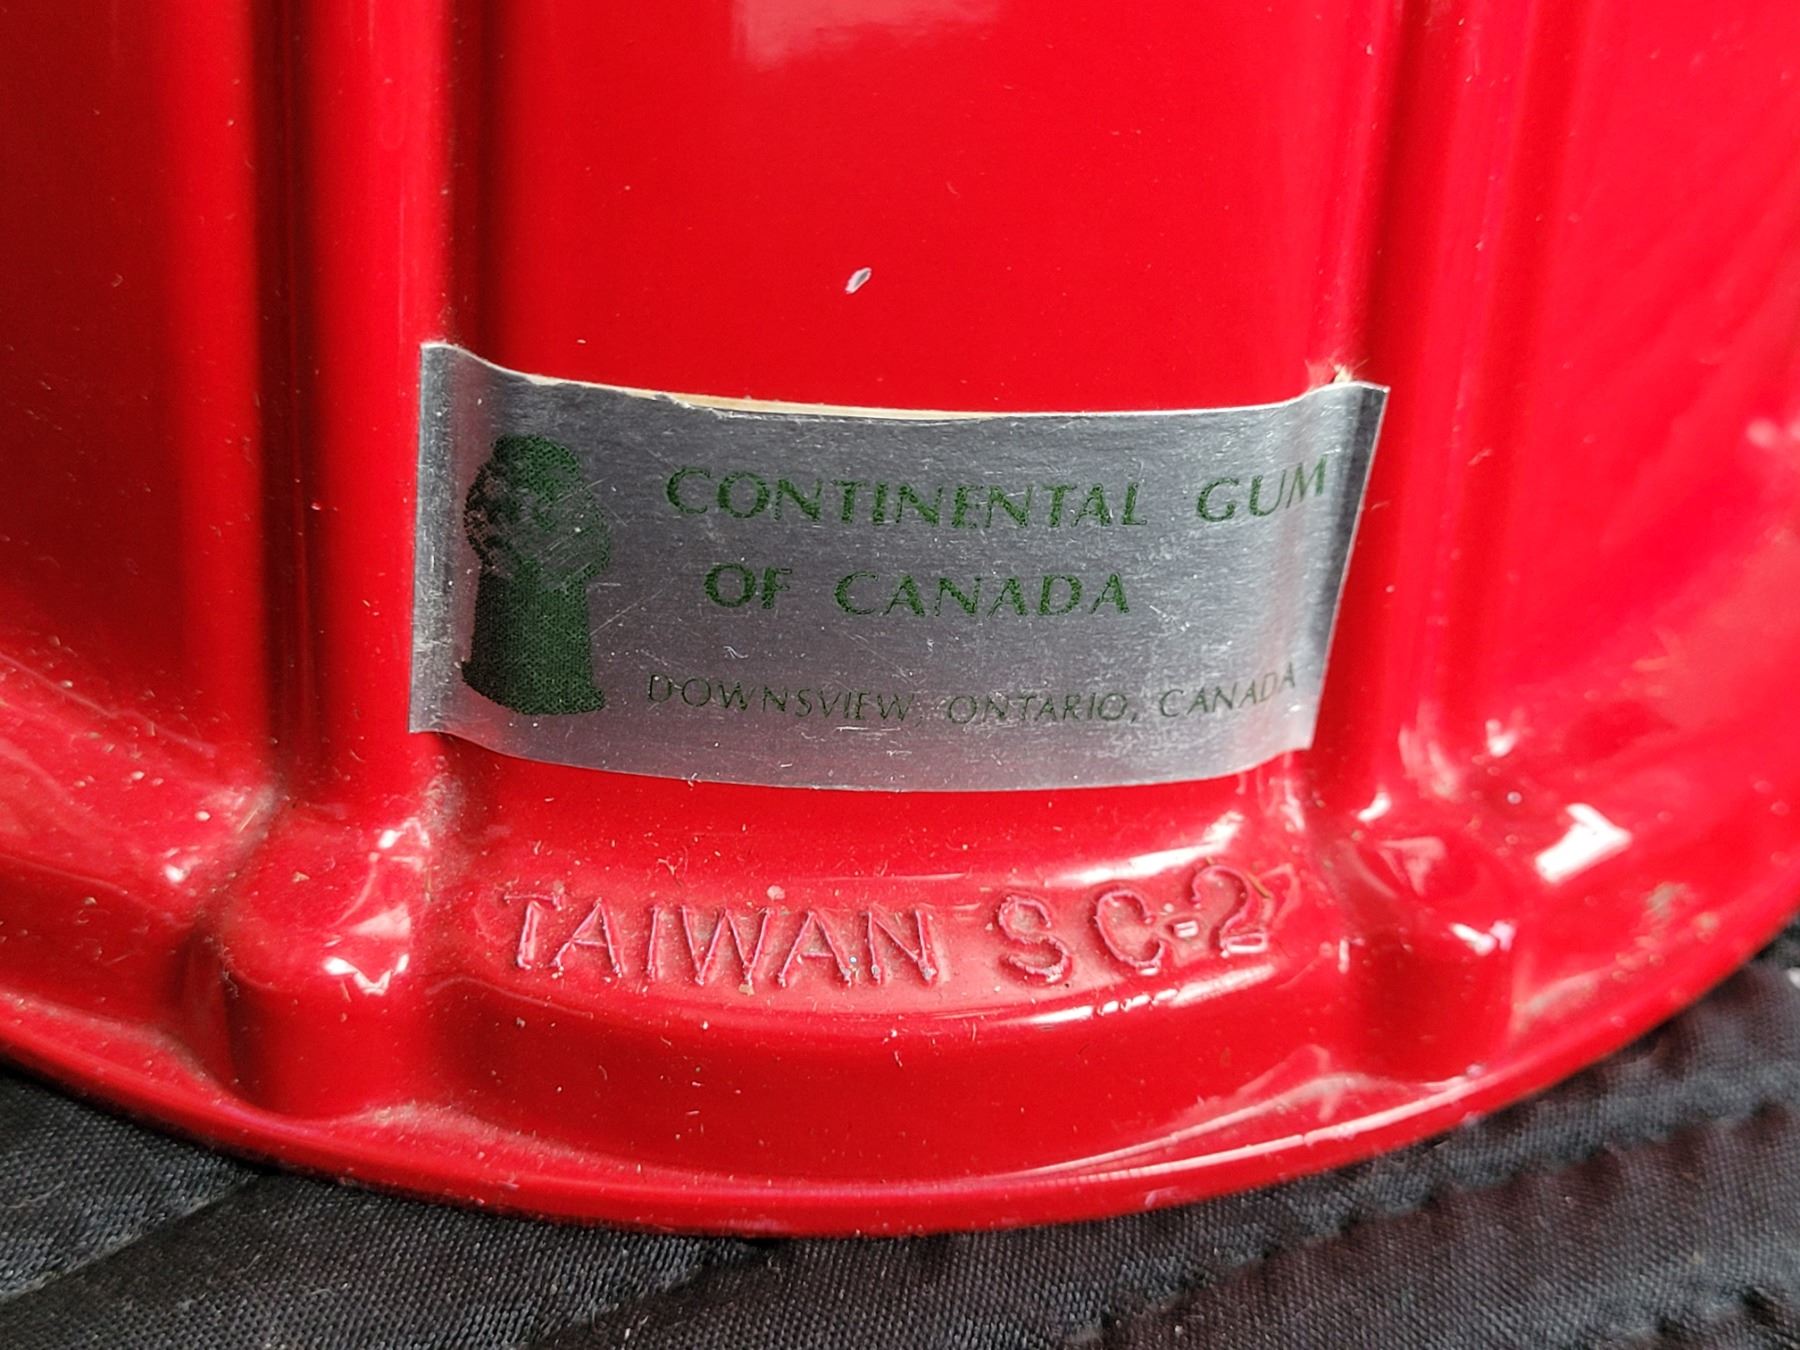 CONTINENTAL GUM
OF CANADA
DOWNSVIEW, ONTARIO, CANADA
TAIWAN SC-2